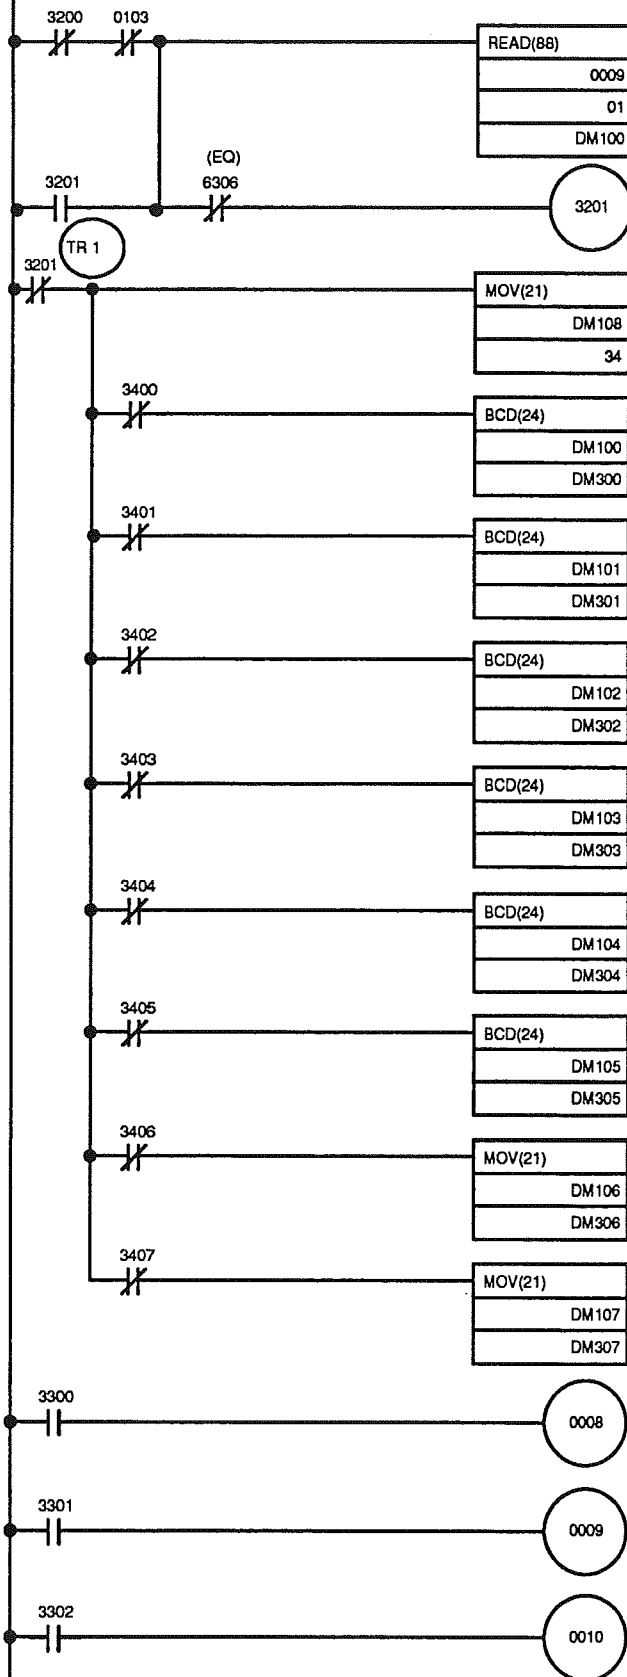 3200 0103
READ(88)
0009
01
DM100
(EQ)
3201 6306
3201
TR 1
3201
MOV(21)
DM108
34
3400
BCD(24)
DM100
DM300
3401
BCD(24)
DM101
DM301
3402
BCD(24)
DM102
DM302
3403
BCD(24)
DM103
DM303
3404
BCD(24)
DM104
DM304
3405
BCD(24)
DM105
DM305
3406
MOV(21)
DM106
DM306
3407
MOV(21)
DM107
DM307
3300
0008
3301
0009
3302
0010